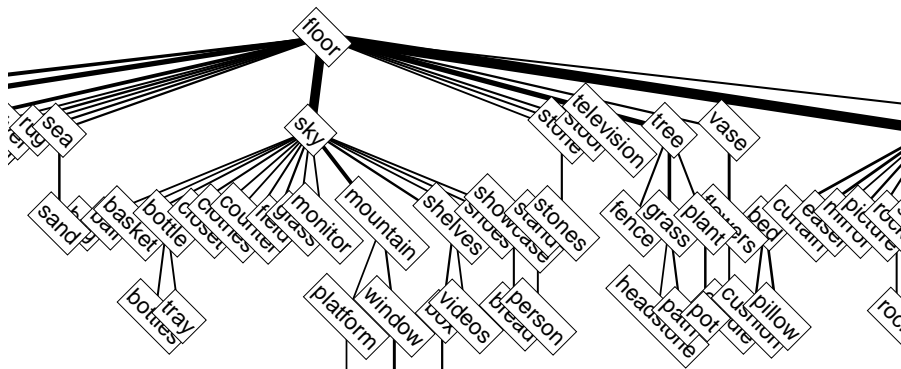 floor
rug
sea
sky
stone
stool
television
tree
vase
sand
basket
bottle
closet
clothes
counter
field
grass
monitor
mountain
shelves
shoes
showcase
stand
stones
fence
grass
plant
flowers
bed
curtain
easel
mirror
picture
bottles
tray
platform
window
box
videos
bread
person
headstone
path
pot
cushion
pillow